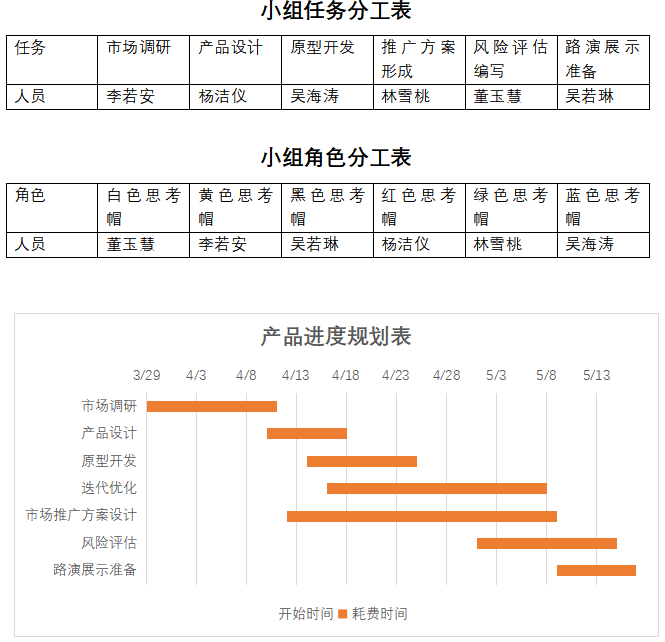 小组任务分工表
任务 市场调研 产品设计 原型开发 推广方案形成 风险评估编写 路演展示准备
人员 李若安 杨洁仪 吴海涛 林雪桃 董玉慧 吴若琳
小组角色分工表
角色 白色思考帽 黄色思考帽 黑色思考帽 红色思考帽 绿色思考帽 蓝色思考帽
人员 董玉慧 李若安 吴若琳 杨洁仪 林雪桃 吴海涛
产品进度规划表
3/29 4/3 4/8 4/13 4/18 4/23 4/28 5/3 5/8 5/13
市场调研
产品设计
原型开发
迭代优化
市场推广方案设计
风险评估
路演展示准备
开始时间 耗费时间